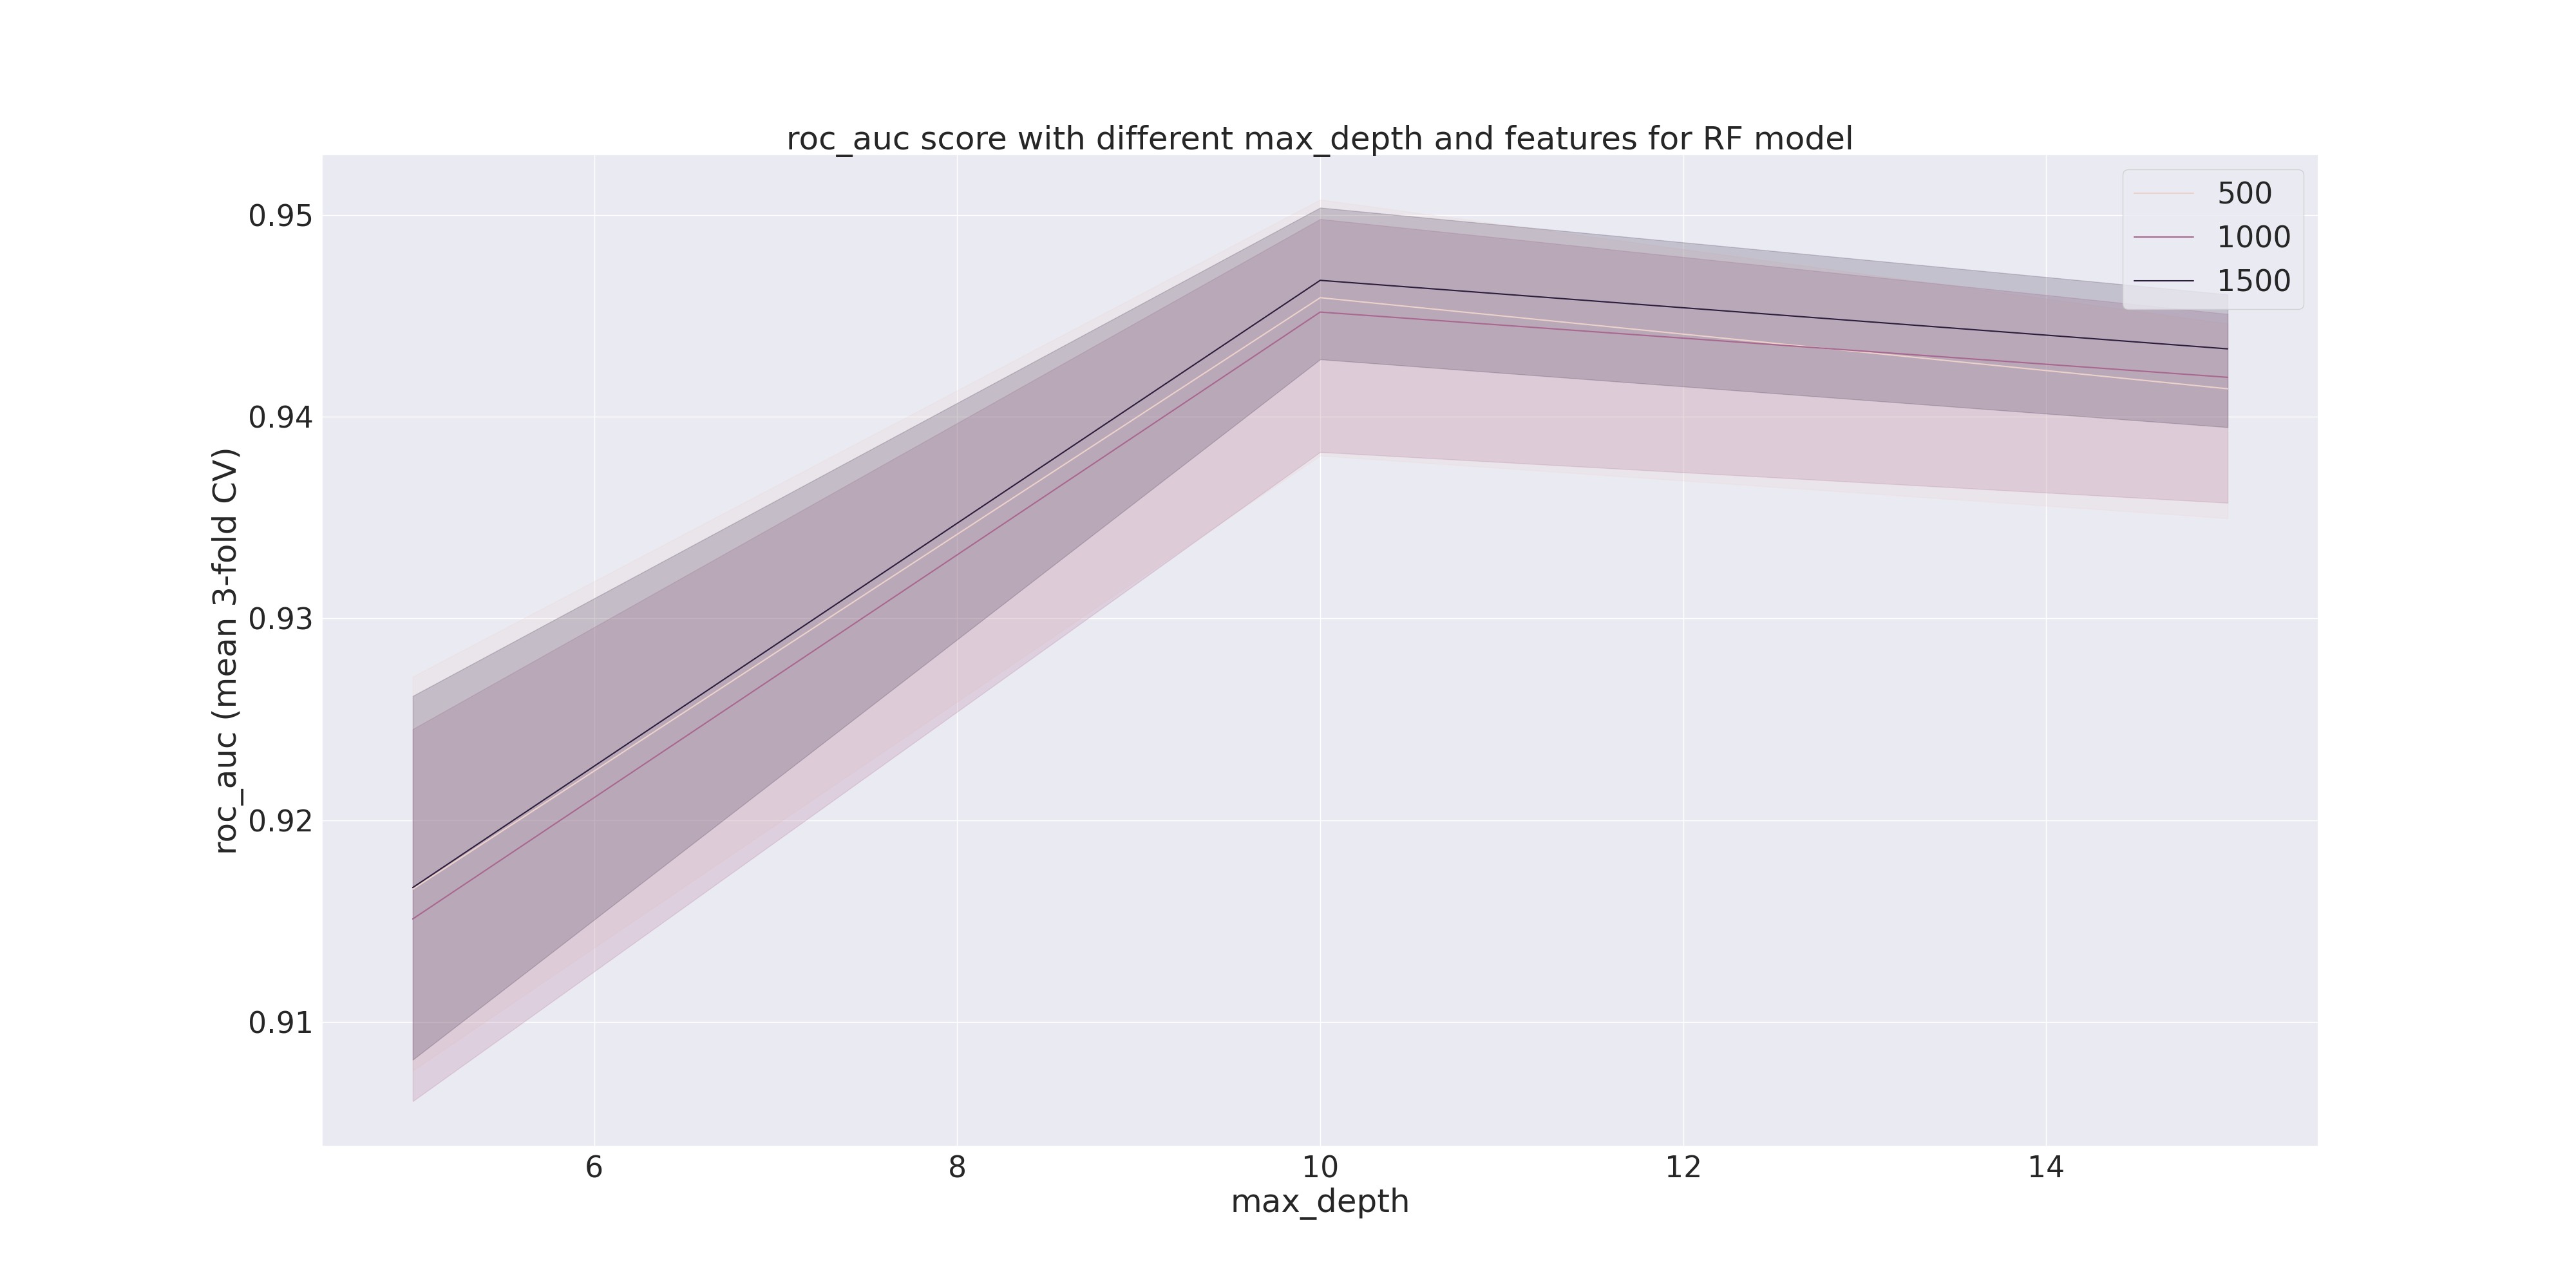 roc_auc score with different max_depth and features for RF model
500
1000
1500
0.95
0.94
0.93
0.92
0.91
roc_auc (mean 3-fold CV)
6 8 10 12 14
max_depth